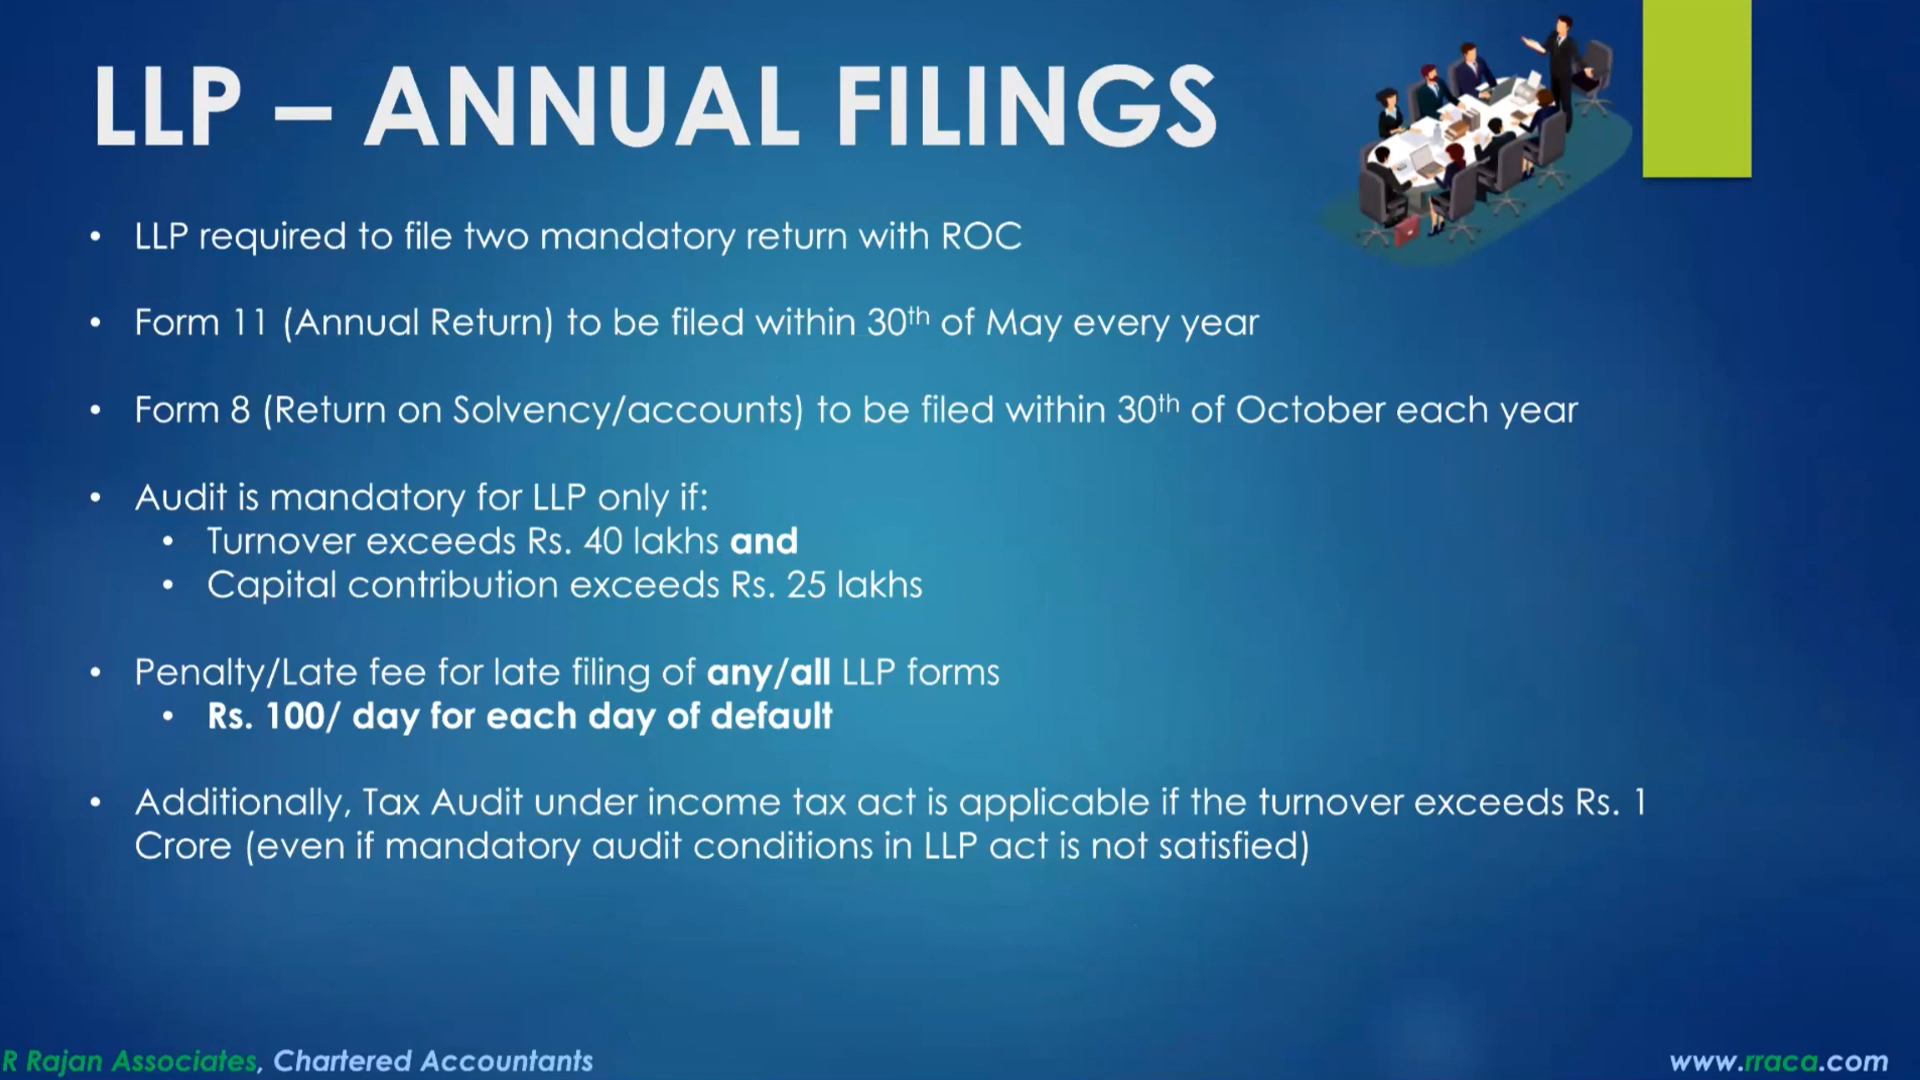 LLP – ANNUAL FILINGS
• LLP required to file two mandatory return with ROC
• Form 11 (Annual Return) to be filed within 30th of May every year
• Form 8 (Return on Solvency/accounts) to be filed within 30th of October each year
• Audit is mandatory for LLP only if:
• Turnover exceeds Rs. 40 lakhs and
• Capital contribution exceeds Rs. 25 lakhs
• Penalty/Late fee for late filing of any/all LLP forms
• Rs. 100/ day for each day of default
• Additionally, Tax Audit under income tax act is applicable if the turnover exceeds Rs. 1
Crore (even if mandatory audit conditions in LLP act is not satisfied)
R Rajan Associates, Chartered Accountants
www.rraca.com